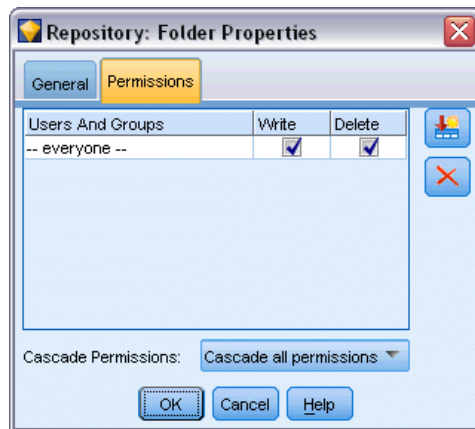 Repository: Folder Properties
General Permissions
Users And Groups Write Delete
-- everyone --
Cascade Permissions: Cascade all permissions
OK Cancel Help